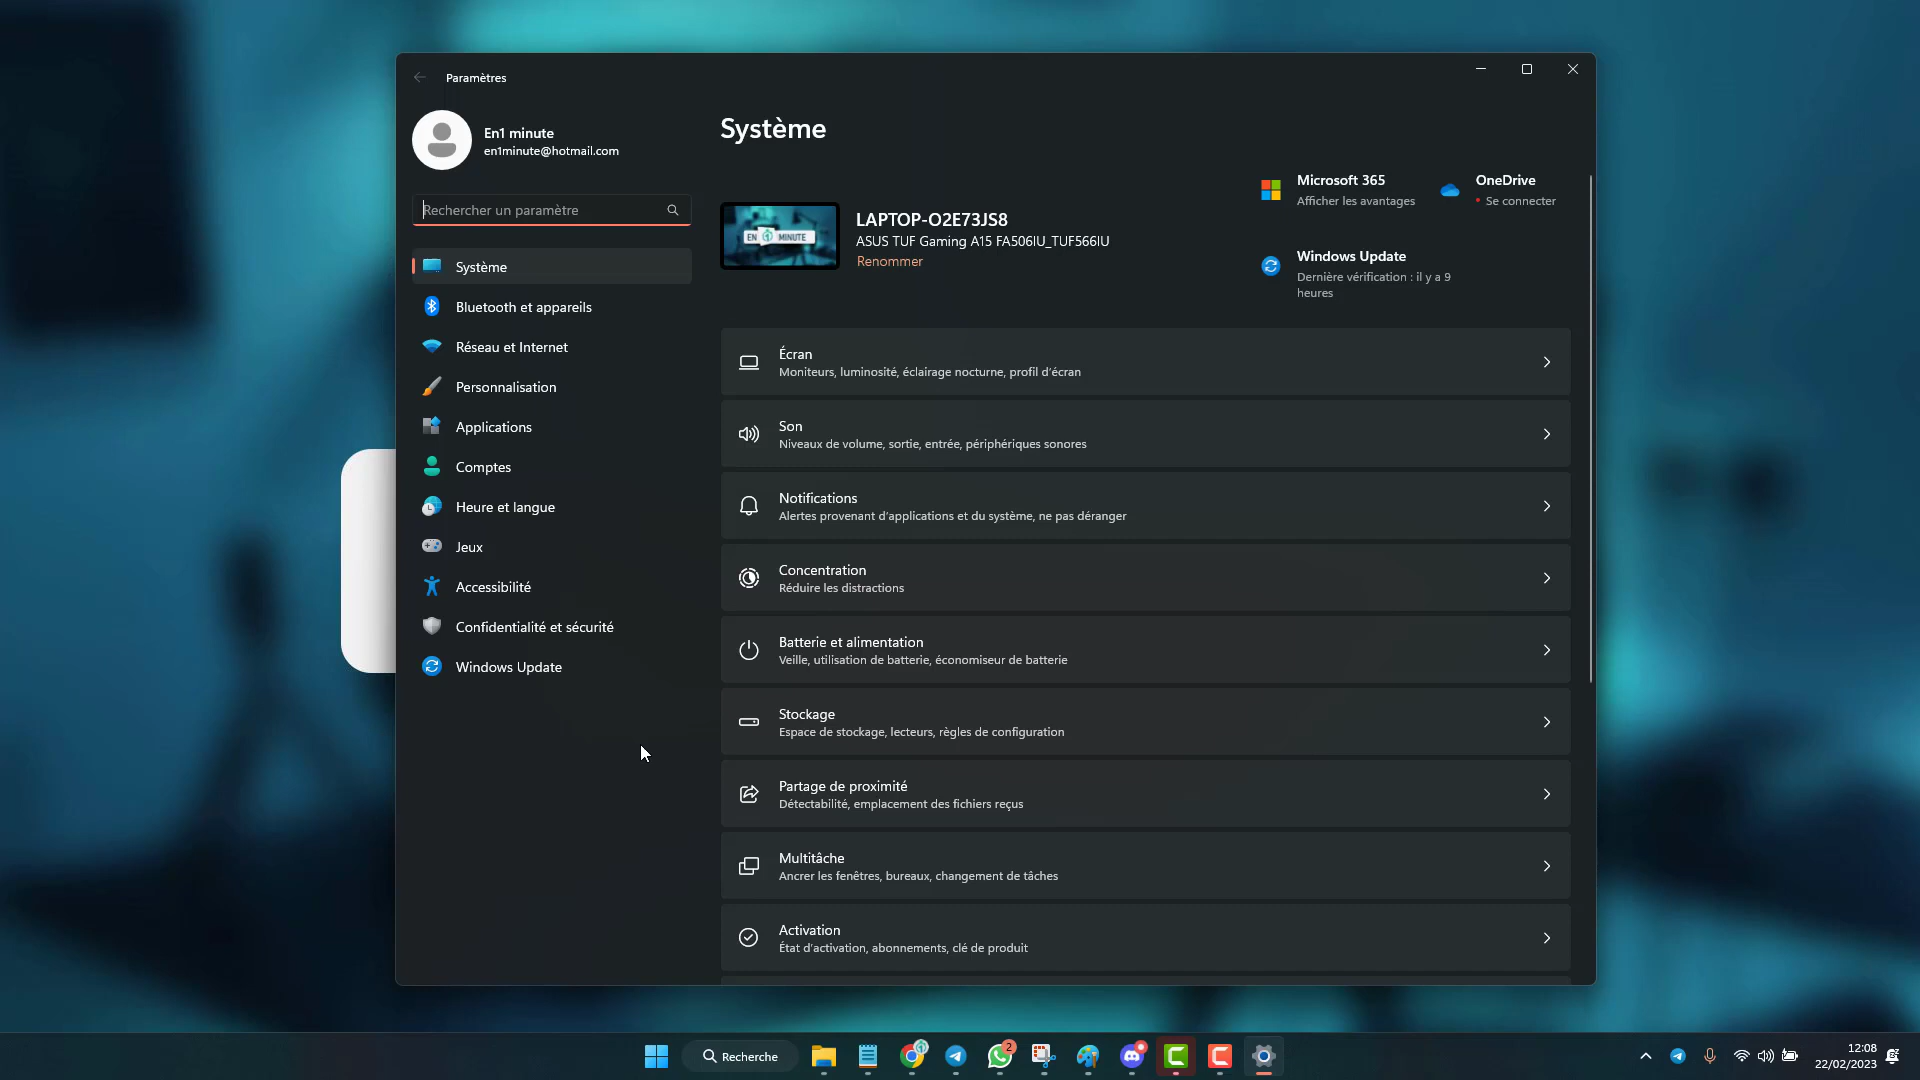 Paramètres
En1 minute
en1minute@hotmail.com
Rechercher un paramètre
Système
Bluetooth et appareils
Réseau et Internet
Personnalisation
Applications
Comptes
Heure et langue
Jeux
Accessibilité
Confidentialité et sécurité
Windows Update
Système
EN 1 MINUTE
LAPTOP-O2E73JS8
ASUS TUF Gaming A15 FA506IU_TUF566IU
Renommer
Microsoft 365
Afficher les avantages
OneDrive
• Se connecter
Windows Update
Dernière vérification : il y a 9
heures
Écran
Moniteurs, luminosité, éclairage nocturne, profil d'écran
Son
Niveaux de volume, sortie, entrée, périphériques sonores
Notifications
Alertes provenant d'applications et du système, ne pas déranger
Concentration
Réduire les distractions
Batterie et alimentation
Veille, utilisation de batterie, économiseur de batterie
Stockage
Espace de stockage, lecteurs, règles de configuration
Partage de proximité
Détectabilité, emplacement des fichiers reçus
Multitâche
Ancrer les fenêtres, bureaux, changement de tâches
Activation
État d'activation, abonnements, clé de produit
Recherche
2
12:08
22/02/2023